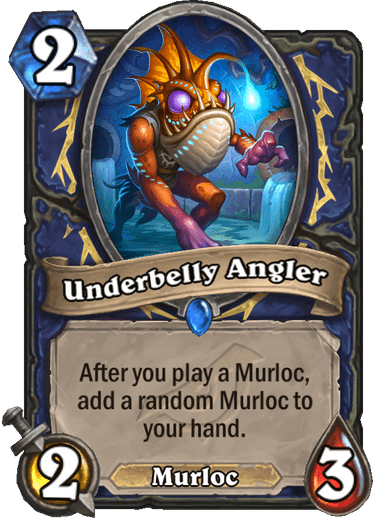 2
Underbelly Angler
After you play a Murloc,
add a random Murloc to
your hand.
2
Murloc
3